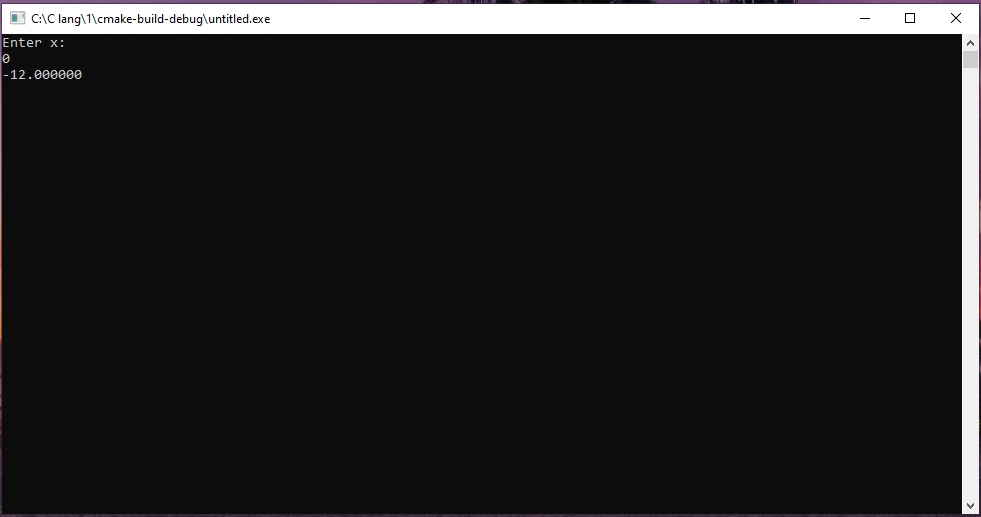 C:\C lang\1\cmake-build-debug\untitled.exe
Enter x:
0
-12.000000